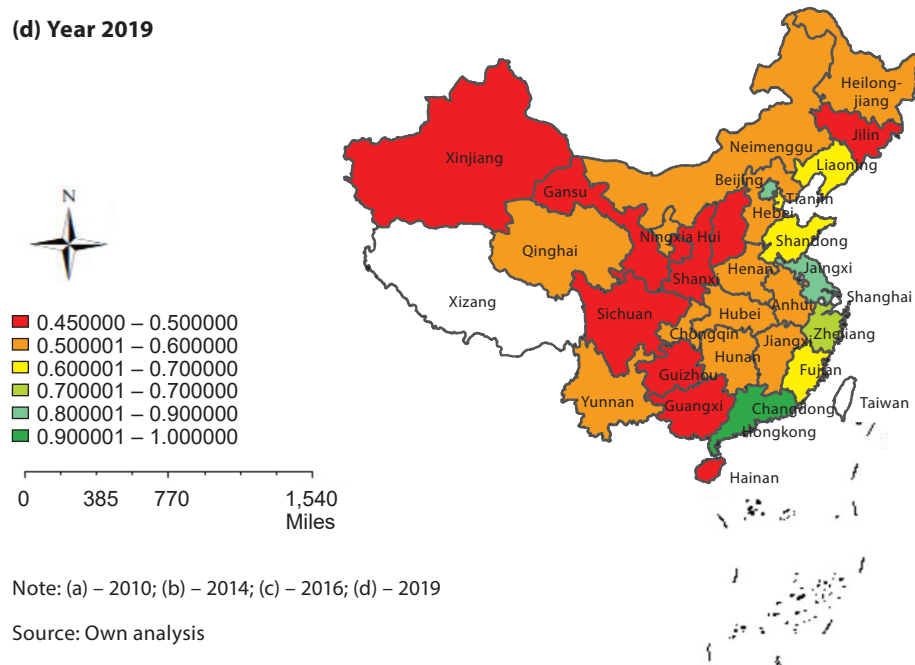 (d) Year 2019
Heilong-
jiang
Jilin
Xinjiang
Neimenggu
Liaoning
Beijing
Gansu
Tianjin
Hebei
N
Qinghai
Ningxia Hui
Shandong
Henan
Jaingxi
Shanxi
Xizang
Shanghai
Sichuan
Anhui
Hubei
0.450000 – 0.500000
Chongqin
Zhejiang
0.500001 – 0.600000
Jiangxi
Hunan
0.600001 – 0.700000
Guizhou
Fujian
0.700001 – 0.700000
Yunnan
Guangxi
Changdong
Taiwan
0.800001 – 0.900000
0.900001 – 1.000000
Hongkong
Hainan
0 385 770 1,540
Miles
Note: (a) – 2010; (b) – 2014; (c) – 2016; (d) – 2019
Source: Own analysis